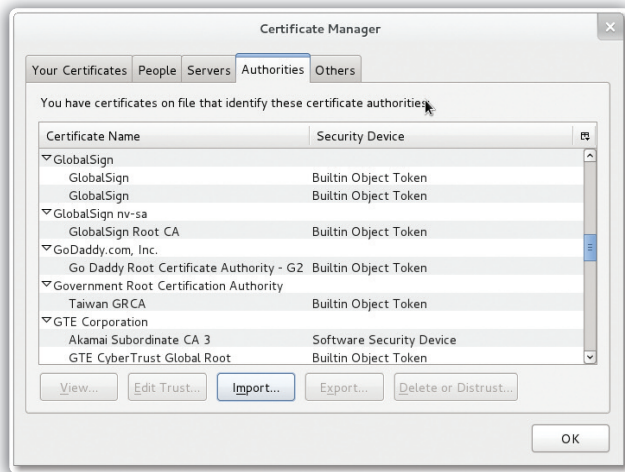 Certificate Manager
Your Certificates People Servers Authorities Others
You have certificates on file that identify these certificate authorities:
Certificate Name Security Device
GlobalSign
GlobalSign Builtin Object Token
GlobalSign Builtin Object Token
GlobalSign nv-sa
GlobalSign Root CA Builtin Object Token
GoDaddy.com, Inc.
Go Daddy Root Certificate Authority - G2 Builtin Object Token
Government Root Certification Authority
Taiwan GRCA Builtin Object Token
GTE Corporation
Akamai Subordinate CA 3 Software Security Device
GTE CyberTrust Global Root Builtin Object Token
View... Edit Trust... Import... Export... Delete or Distrust...
OK